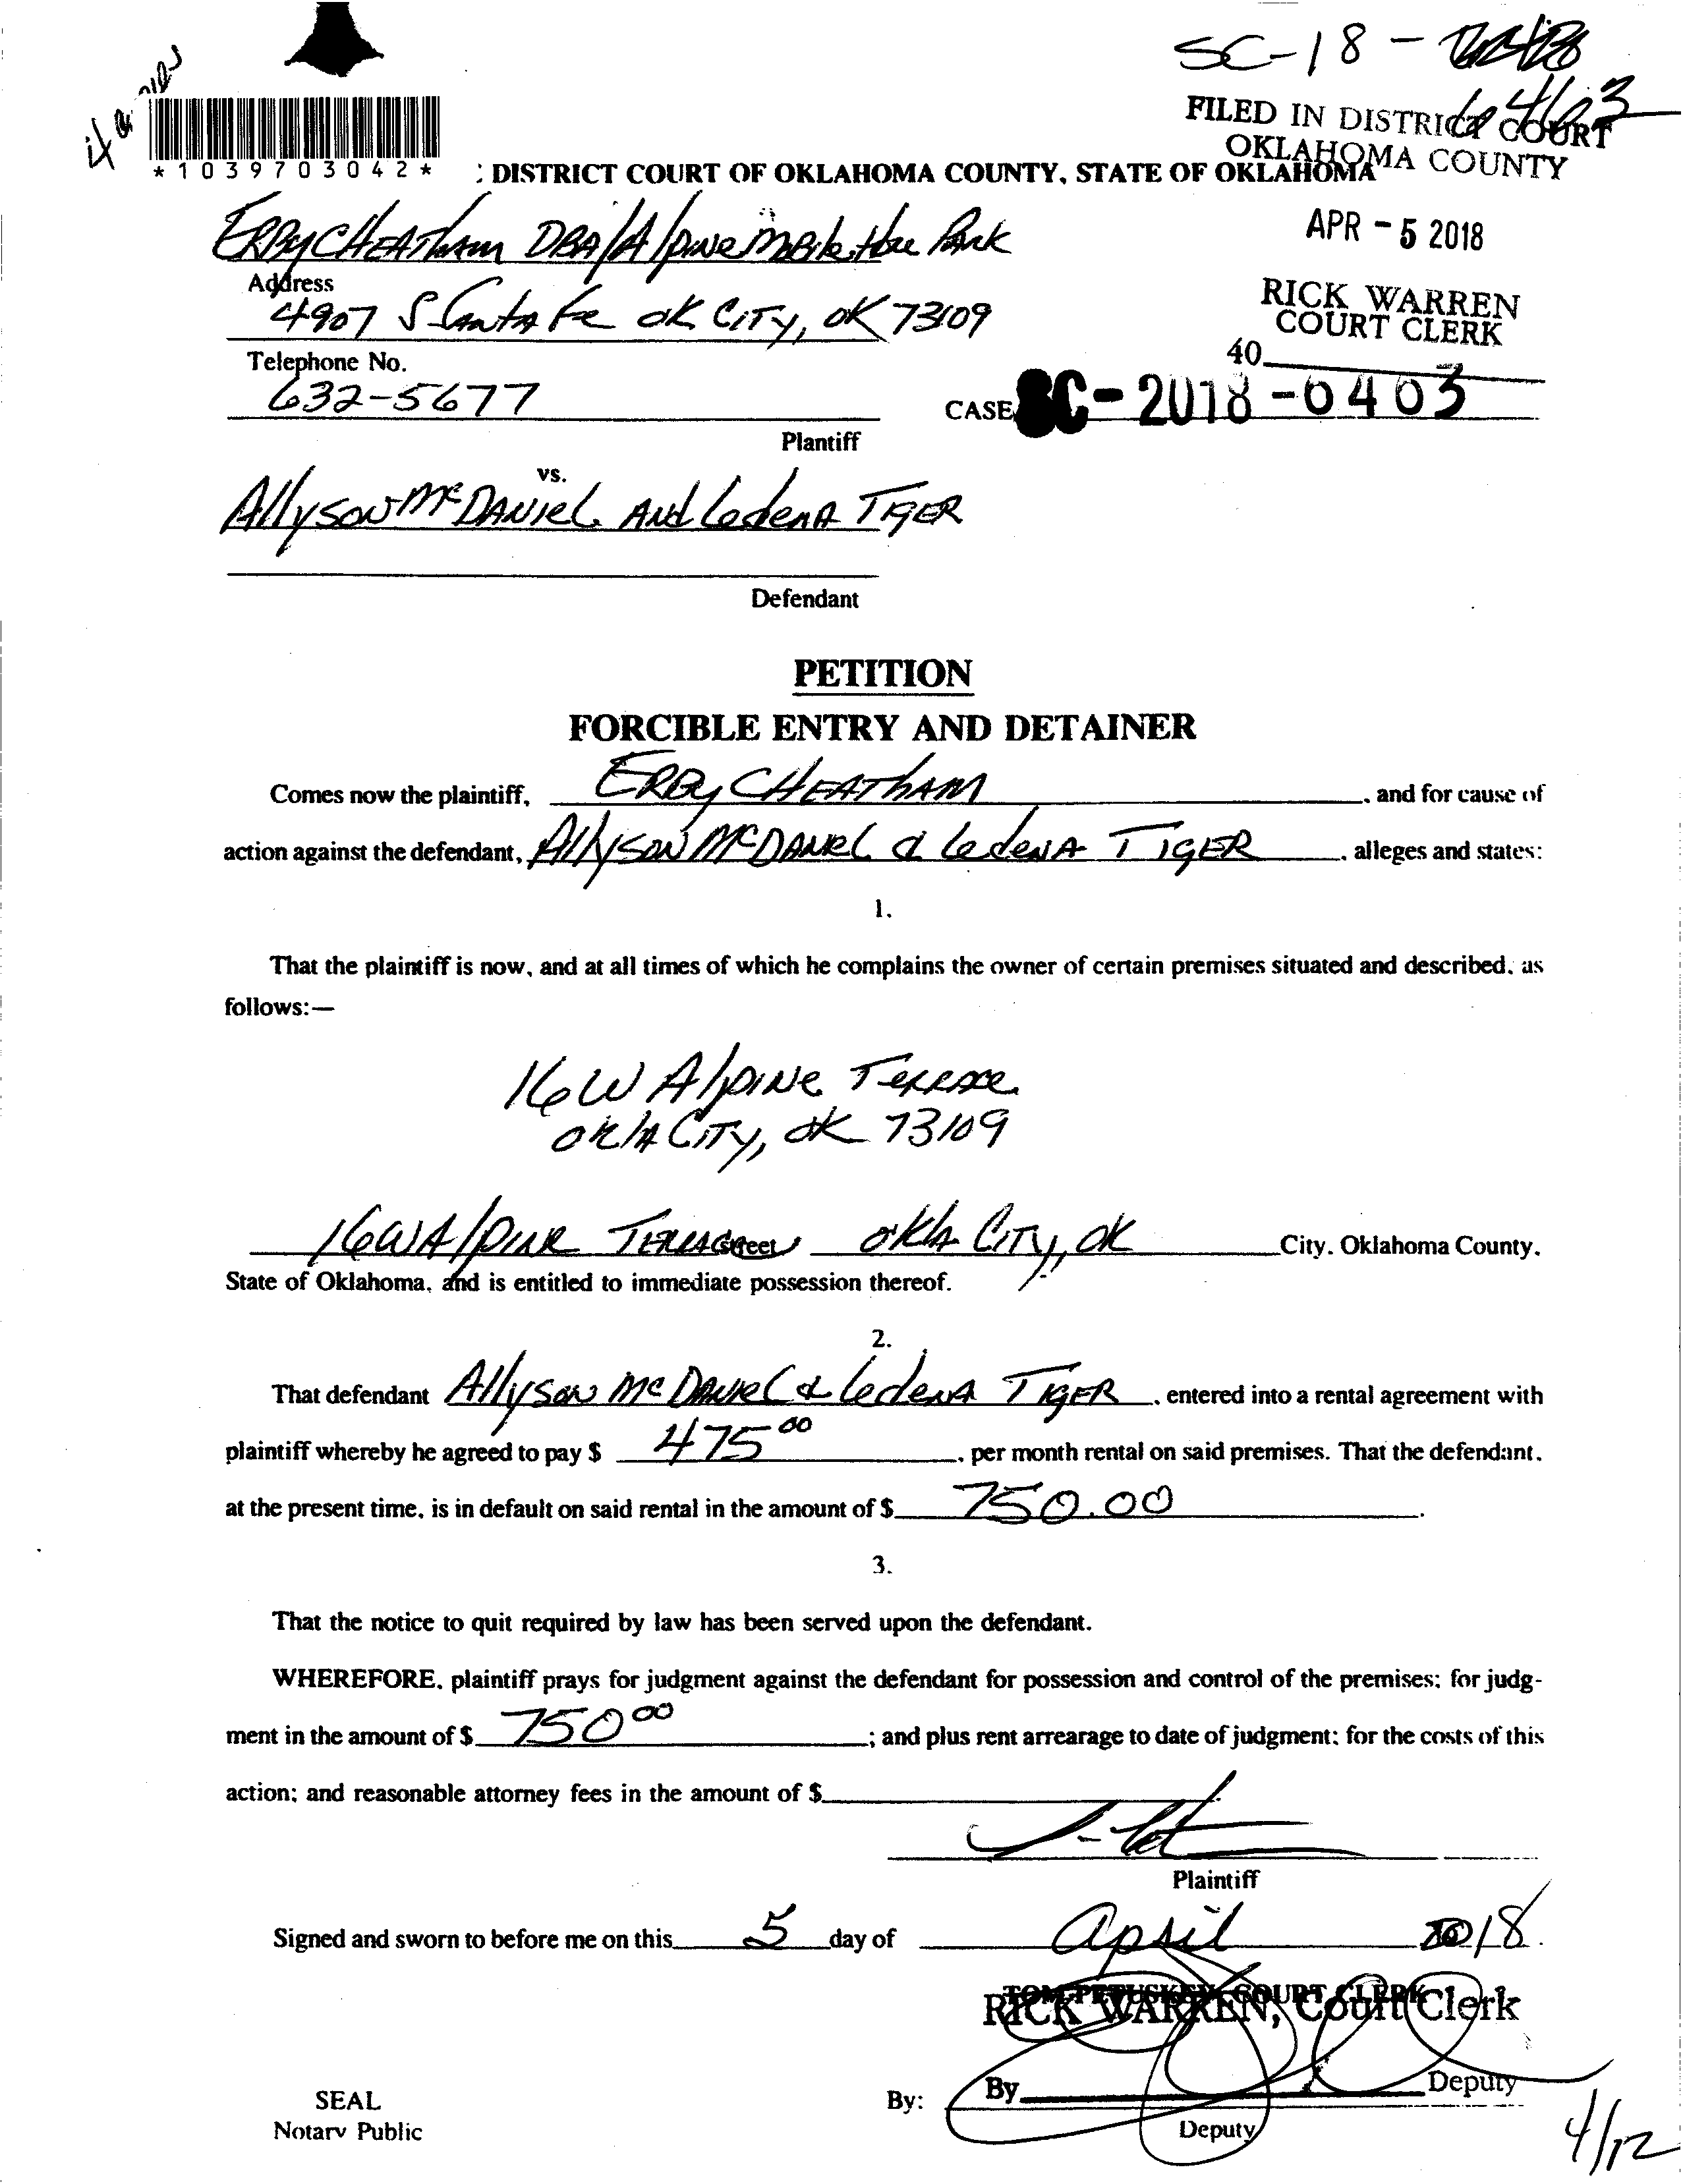 SC-18-
6403
FILED IN DISTRICT COURT
OKLAHOMA COUNTY
*1039703042*
: DISTRICT COURT OF OKLAHOMA COUNTY, STATE OF OKLAHOMA
APR - 5 2018
ERBy CHEATham DBA/Alpine Mobile Home Park
RICK WARREN
COURT CLERK
Address
4907 S Santa Fe ok CITy, OK 73109
40
Telephone No.
632-5677
CASE SC-2018-6403
Plantiff
vs.
Allyson McDaniel And Ledena TIGER
Defendant
PETITION
FORCIBLE ENTRY AND DETAINER
Comes now the plaintiff, ERBy CHEAThAM, and for cause of
action against the defendant, Allyson McDaniel & Ledena TIGER, alleges and states:
1.
That the plaintiff is now, and at all times of which he complains the owner of certain premises situated and described, as
follows:—
16 W Alpine Terrace
Okla City, OK 73109
16 W Alpine Terrace street Okla City, OK City, Oklahoma County,
State of Oklahoma, and is entitled to immediate possession thereof.
2.
That defendant Allyson McDaniel & Ledena TIGER, entered into a rental agreement with
plaintiff whereby he agreed to pay $ 475 00, per month rental on said premises. That the defendant,
at the present time, is in default on said rental in the amount of $ 750.00.
3.
That the notice to quit required by law has been served upon the defendant.
WHEREFORE, plaintiff prays for judgment against the defendant for possession and control of the premises; for judg-
ment in the amount of $ 750 00; and plus rent arrearage to date of judgment; for the costs of this
action; and reasonable attorney fees in the amount of $
Plaintiff
Signed and sworn to before me on this 5 day of April 2018.
TOM PETUSKEY, COURT CLERK
RICK WARREN, Court Clerk
By Deputy
SEAL
By:
Notary Public
Deputy
4/12